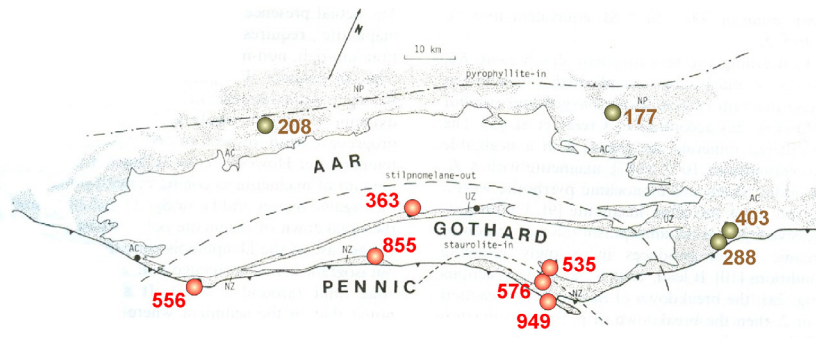 N
10 km
pyrophyllite-in
NP
NP
208
177
AC
AC
AAR
stilpnomelane-out
AC
363
UZ
UZ
403
GOTHARD
288
AC
NZ
855
staurolite-in
535
556
NZ
PENNIC
576
NZ
949